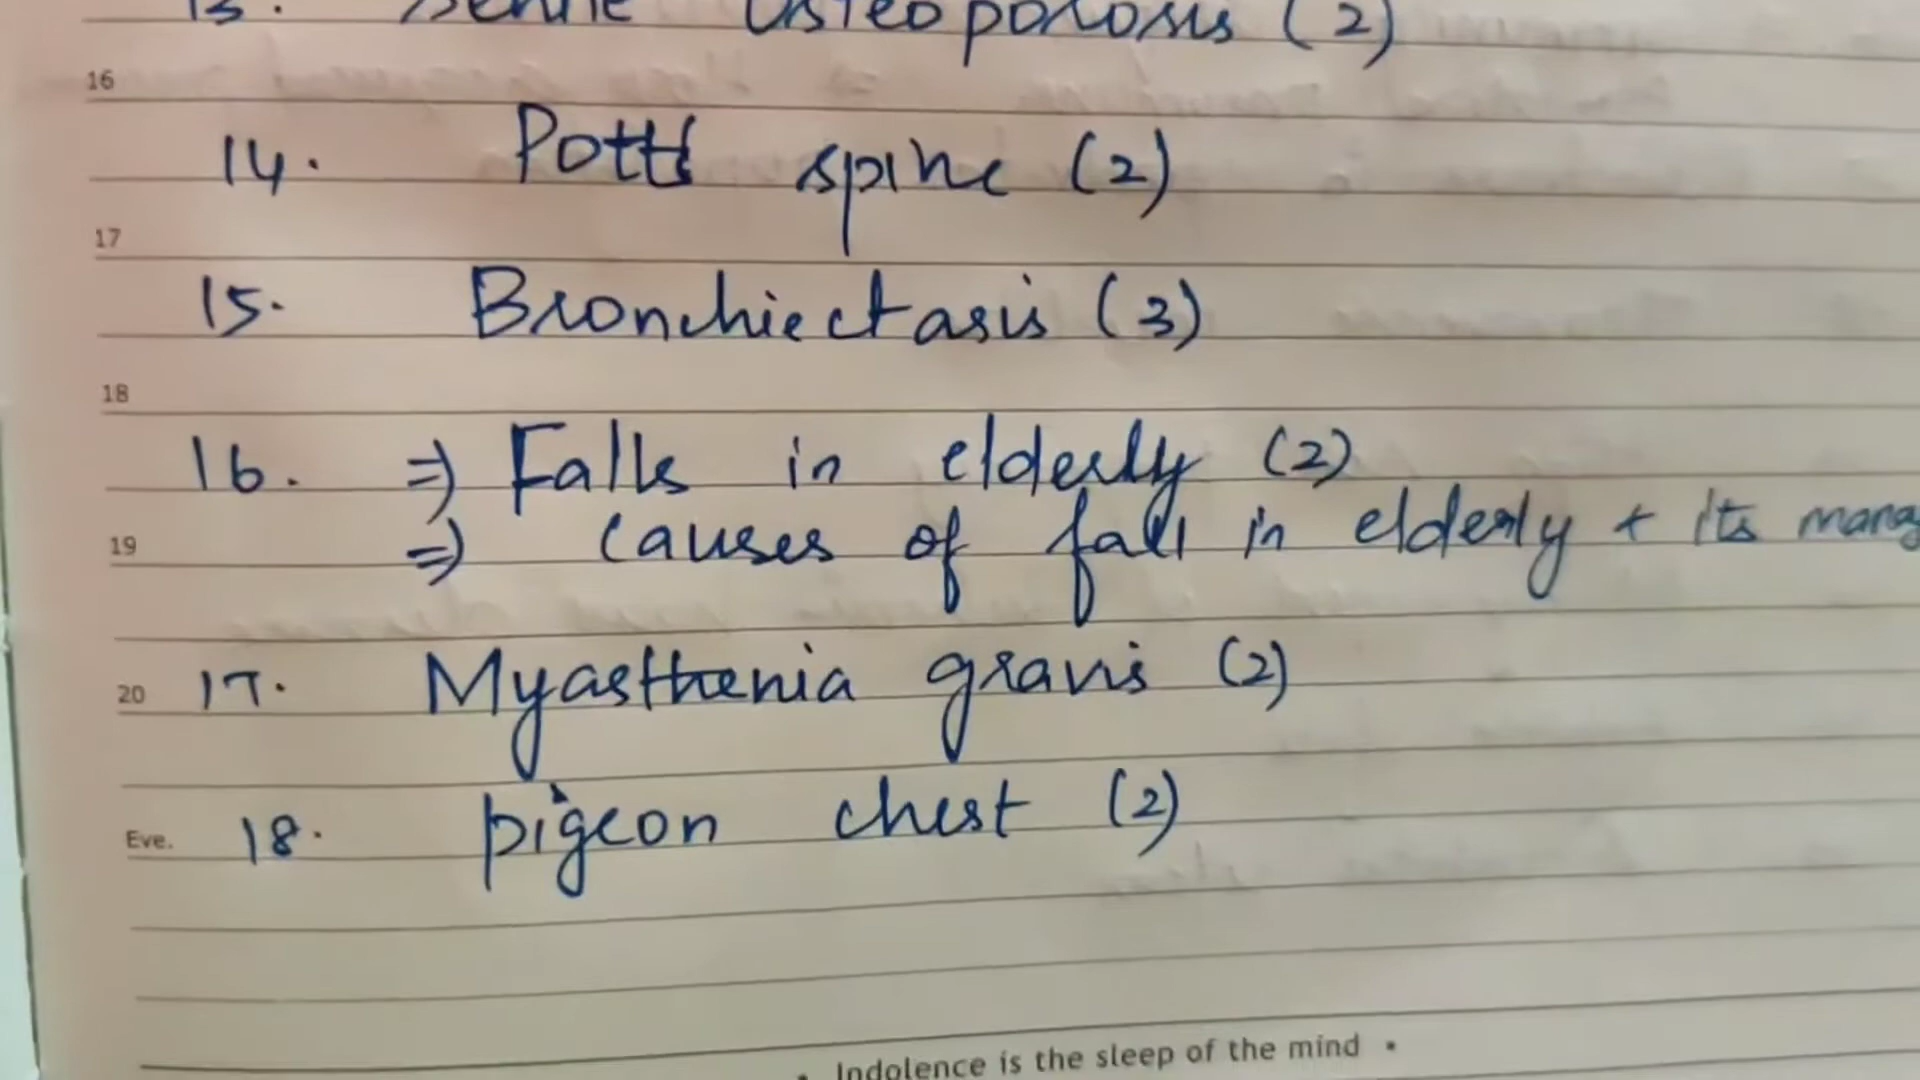 13. Senile Osteoporosis (2)
16
14. Potts spine (2)
17
15. Bronchiectasis (3)
18
16. => Falls in elderly (2)
19 => causes of fall in elderly + its manag
20 17. Myasthenia gravis (2)
Eve. 18. pigeon chest (2)
• Indolence is the sleep of the mind •